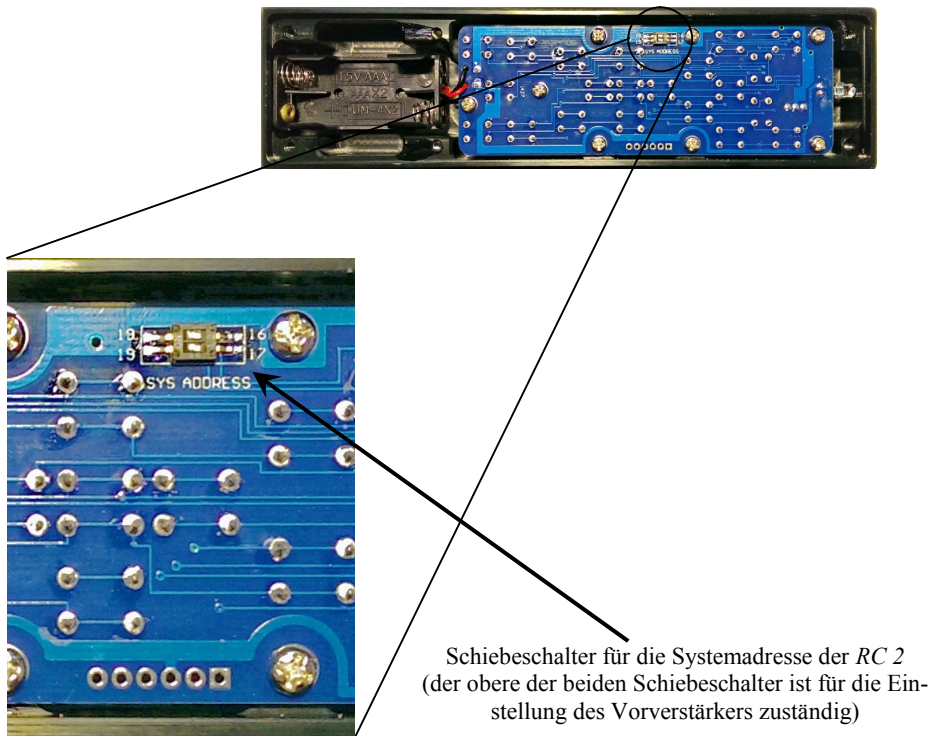 1.5V AAA
SYS ADDRESS
19 16
19 17
SYS ADDRESS
Schiebeschalter für die Systemadresse der RC 2
(der obere der beiden Schiebeschalter ist für die Ein-
stellung des Vorverstärkers zuständig)